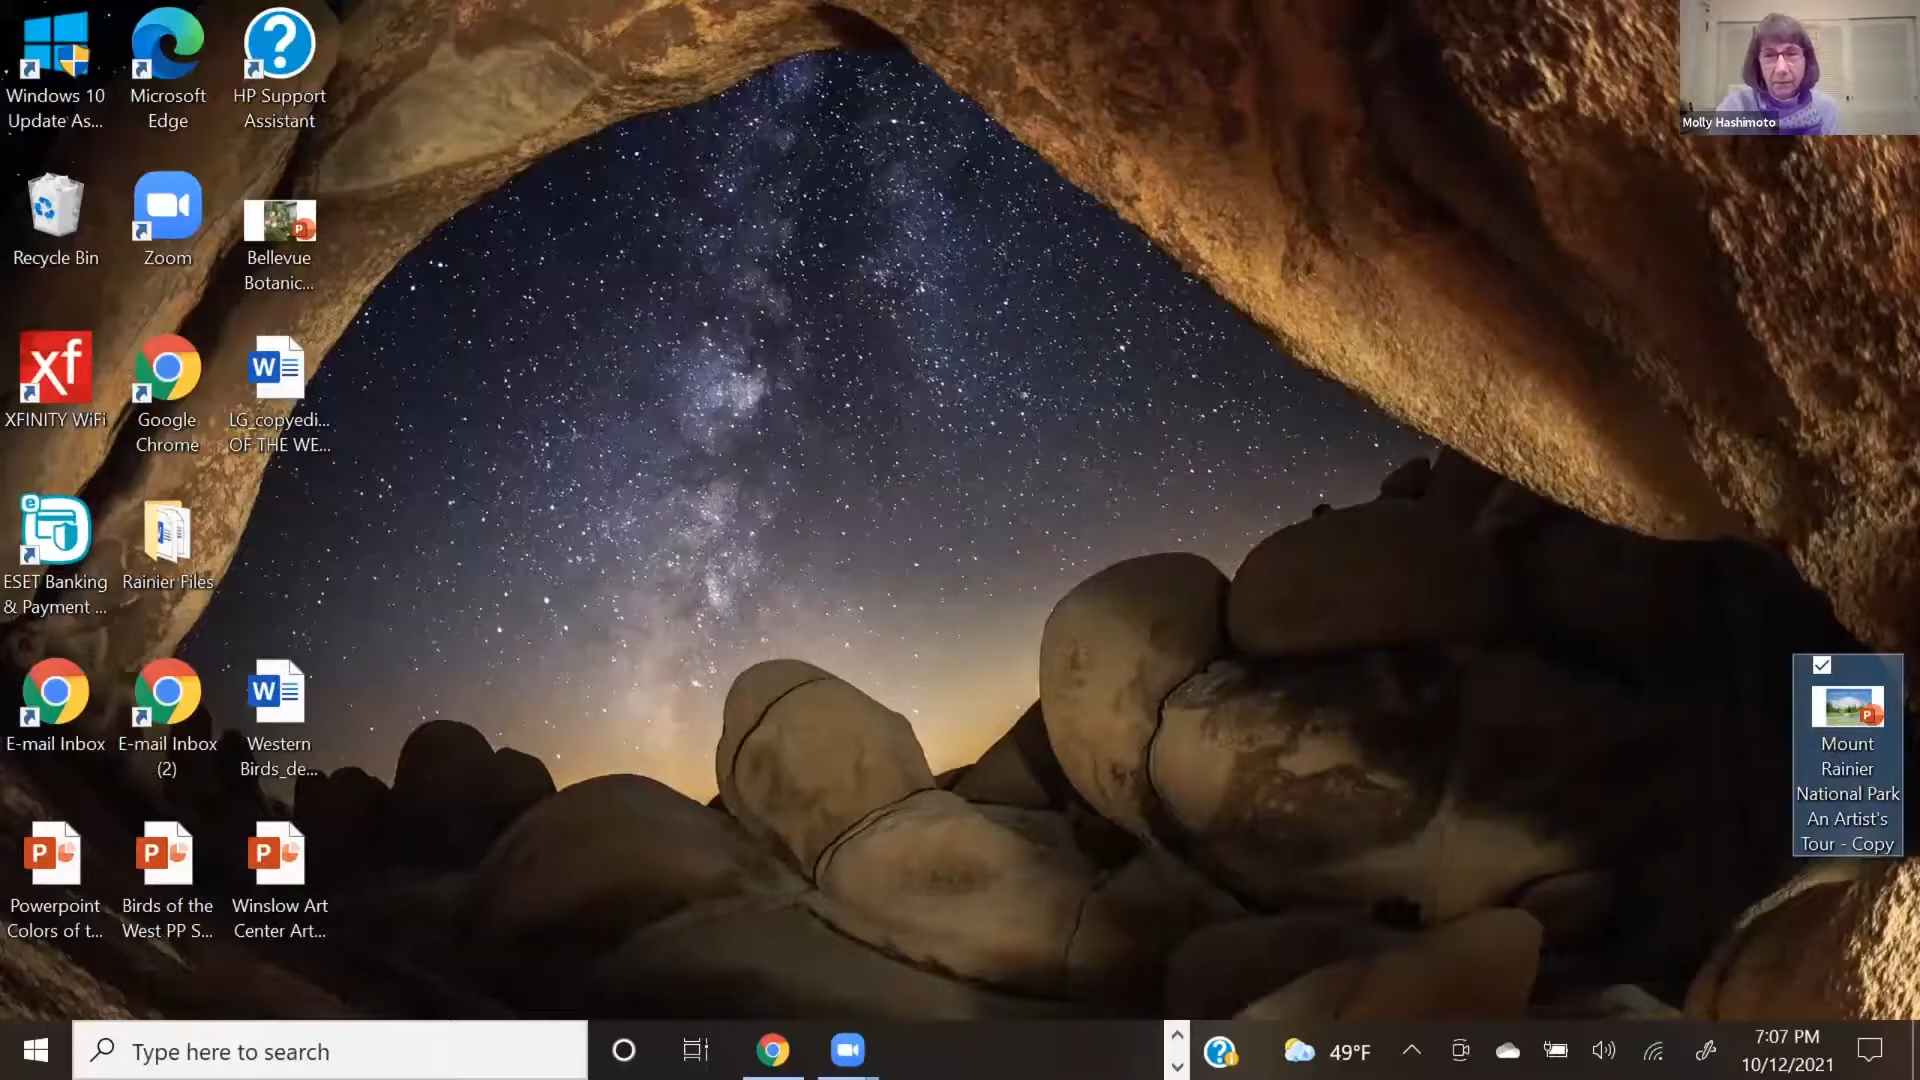 Windows 10
Update As...
Microsoft
Edge
HP Support
Assistant
Molly Hashimoto
Recycle Bin
Zoom
Bellevue
Botanic...
xf
XFINITY WiFi
Google
Chrome
W
LG_copyedi...
OF THE WE...
e
ESET Banking
& Payment ...
Rainier Files
E-mail Inbox
E-mail Inbox
(2)
W
Western
Birds_de...
P
Mount
Rainier
National Park
An Artist's
Tour - Copy
P
Powerpoint
Colors of t...
P
Birds of the
West PP S...
P
Winslow Art
Center Art...
Type here to search
49°F
7:07 PM
10/12/2021